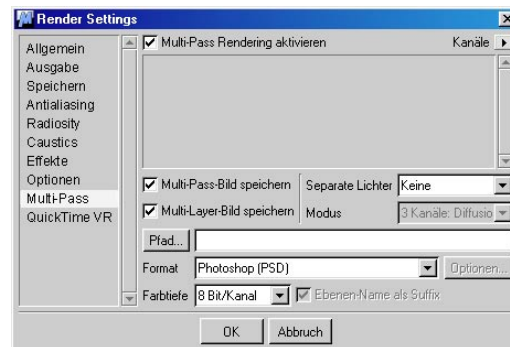 Render Settings
Allgemein
Ausgabe
Speichern
Antialiasing
Radiosity
Caustics
Effekte
Optionen
Multi-Pass
QuickTime VR
Multi-Pass Rendering aktivieren
Kanäle
Multi-Pass-Bild speichern
Separate Lichter Keine
Multi-Layer-Bild speichern
Modus 3 Kanäle: Diffusio
Pfad...
Format Photoshop (PSD) Optionen...
Farbtiefe 8 Bit/Kanal Ebenen-Name als Suffix
OK Abbruch